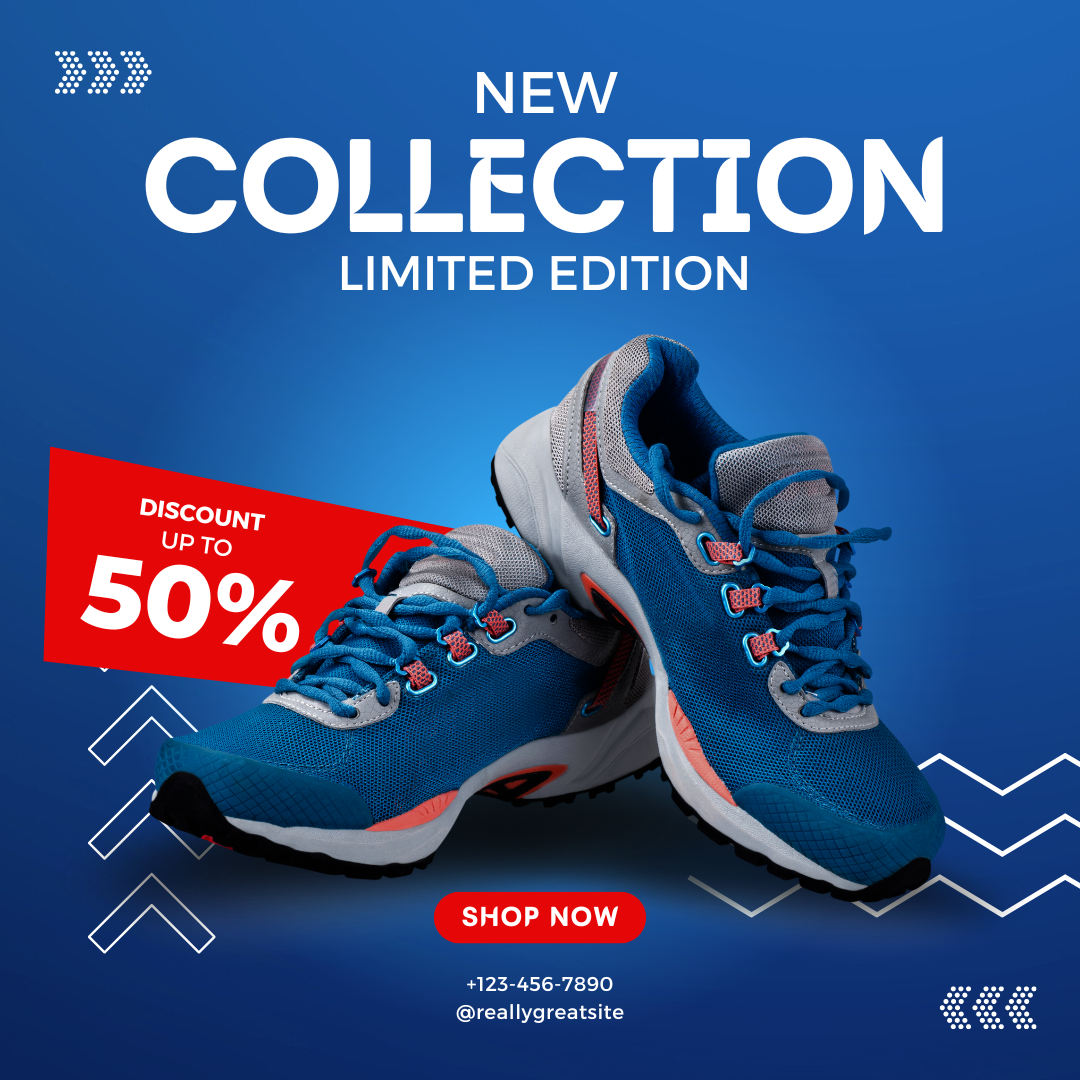 NEW
COLLECTION
LIMITED EDITION
DISCOUNT
UP TO
50%
SHOP NOW
+123-456-7890
@reallygreatsite